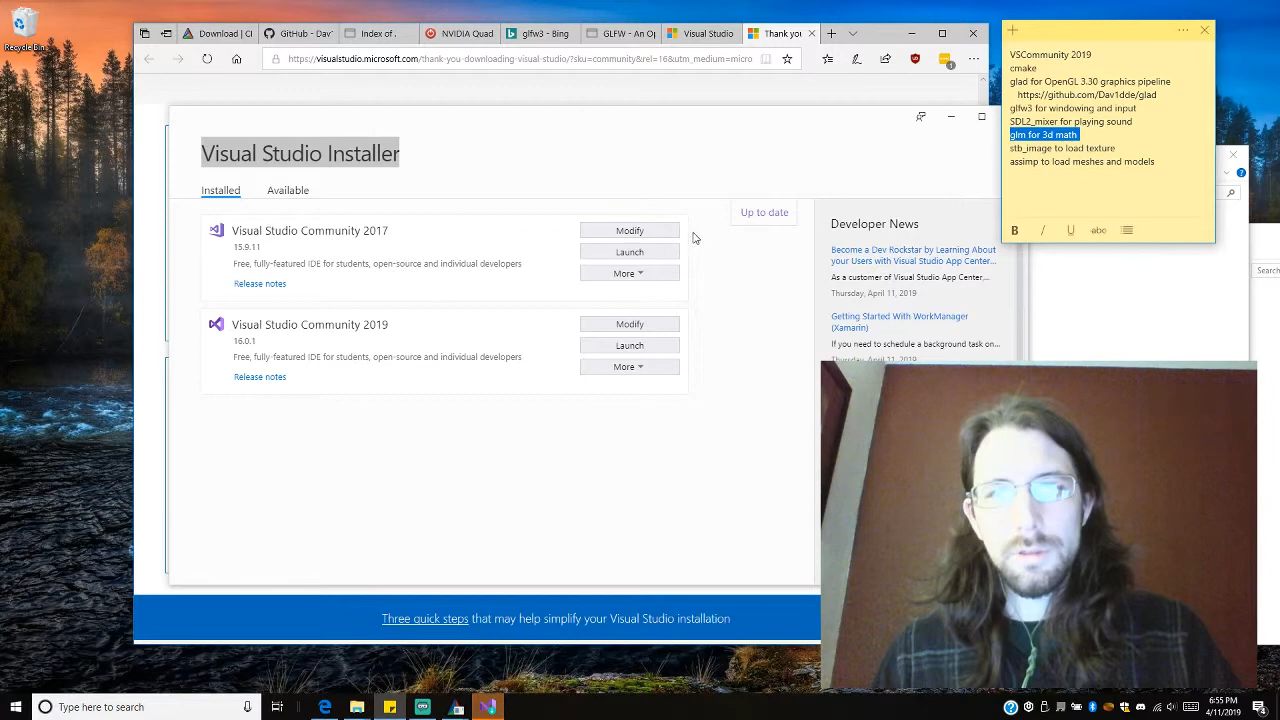 Recycle Bin
Download | Cl
GitHub - Dav
Index of .
NVIDIA Quad
glfw3 - Bing
GLFW - An Op
Visual Studio
Thank you
https://visualstudio.microsoft.com/thank-you-downloading-visual-studio/?sku=community&rel=16&utm_medium=micro
1
VSCommunity 2019
cmake
glad for OpenGL 3.30 graphics pipeline
https://github.com/Dav1dde/glad
glfw3 for windowing and input
SDL2_mixer for playing sound
glm for 3d math
stb_image to load texture
assimp to load meshes and models
B / U abc
Visual Studio Installer
Installed Available
Up to date
Visual Studio Community 2017
15.9.11
Free, fully-featured IDE for students, open-source and individual developers
Release notes
Modify
Launch
More
Visual Studio Community 2019
16.0.1
Free, fully-featured IDE for students, open-source and individual developers
Release notes
Modify
Launch
More
Developer News
Become a Dev Rockstar by Learning About
your Users with Visual Studio App Center...
As a customer of Visual Studio App Center,...
Thursday, April 11, 2019
Getting Started With WorkManager
(Xamarin)
If you need to schedule a background task on...
Thursday, April 11, 2019
Search
Three quick steps that may help simplify your Visual Studio installation
Type here to search
6:55 PM
4/11/2019